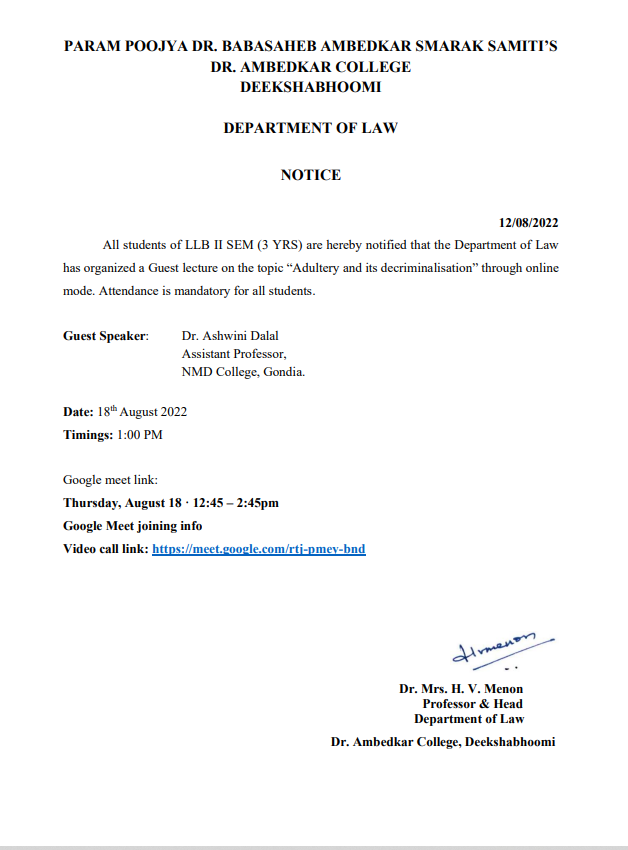 PARAM POOJYA DR. BABASAHEB AMBEDKAR SMARAK SAMITI'S
DR. AMBEDKAR COLLEGE
DEEKSHABHOOMI
DEPARTMENT OF LAW
NOTICE
12/08/2022
All students of LLB II SEM (3 YRS) are hereby notified that the Department of Law
has organized a Guest lecture on the topic “Adultery and its decriminalisation” through online
mode. Attendance is mandatory for all students.
Guest Speaker: Dr. Ashwini Dalal
Assistant Professor,
NMD College, Gondia.
Date: 18th August 2022
Timings: 1:00 PM
Google meet link:
Thursday, August 18 · 12:45 – 2:45pm
Google Meet joining info
Video call link: https://meet.google.com/rtj-pmey-bnd
Hvmenon
Dr. Mrs. H. V. Menon
Professor & Head
Department of Law
Dr. Ambedkar College, Deekshabhoomi